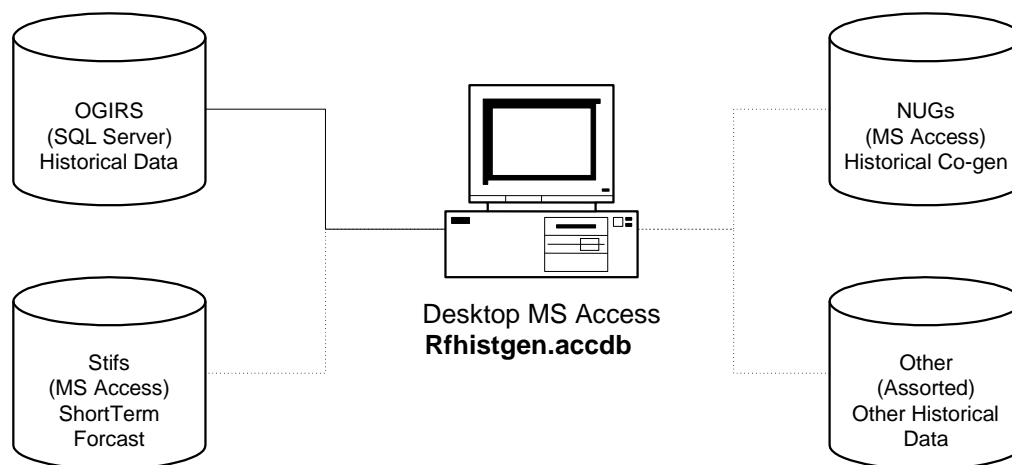 OGIRS
(SQL Server)
Historical Data
NUGs
(MS Access)
Historical Co-gen
Desktop MS Access
Rfhistgen.accdb
Stifs
(MS Access)
ShortTerm
Forcast
Other
(Assorted)
Other Historical
Data